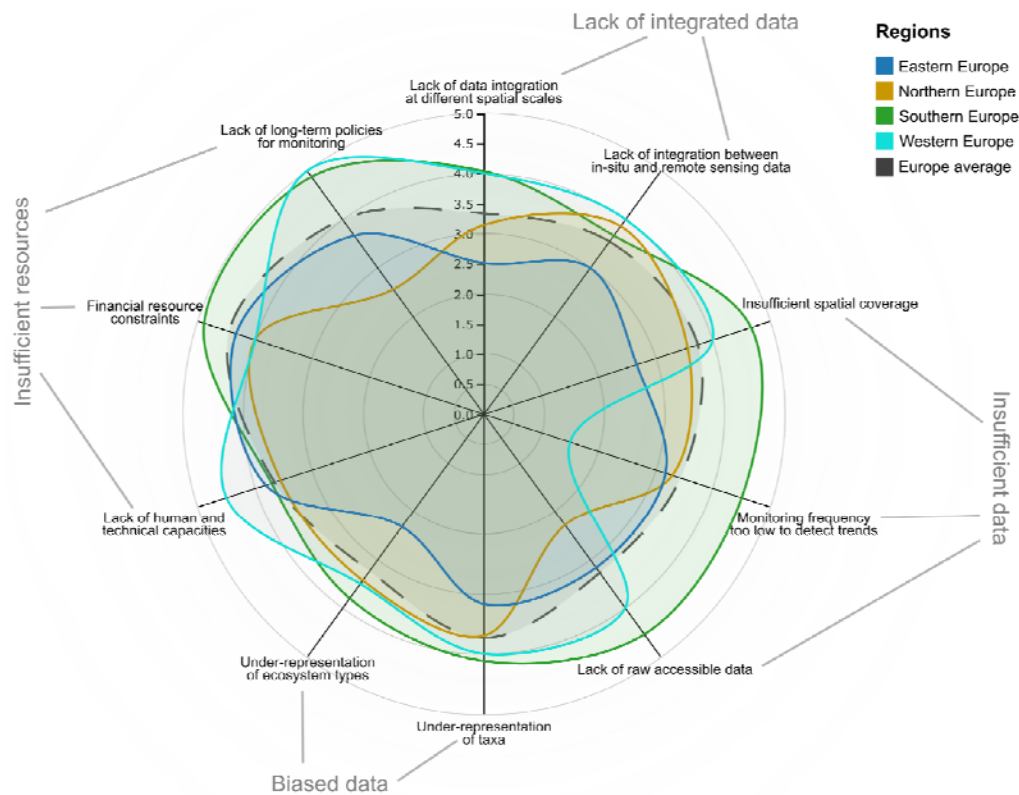 Lack of integrated data
Regions
Eastern Europe
Northern Europe
Southern Europe
Western Europe
Europe average
Lack of data integration
at different spatial scales
5.0
4.5
4.0
3.5
3.0
2.5
2.0
1.5
1.0
0.5
0.0
Lack of long-term policies
for monitoring
Lack of integration between
in-situ and remote sensing data
Insufficient resources
Financial resource
constraints
Insufficient spatial coverage
Insufficient data
Lack of human and
technical capacities
Monitoring frequency
too low to detect trends
Under-representation
of ecosystem types
Lack of raw accessible data
Under-representation
of taxa
Biased data